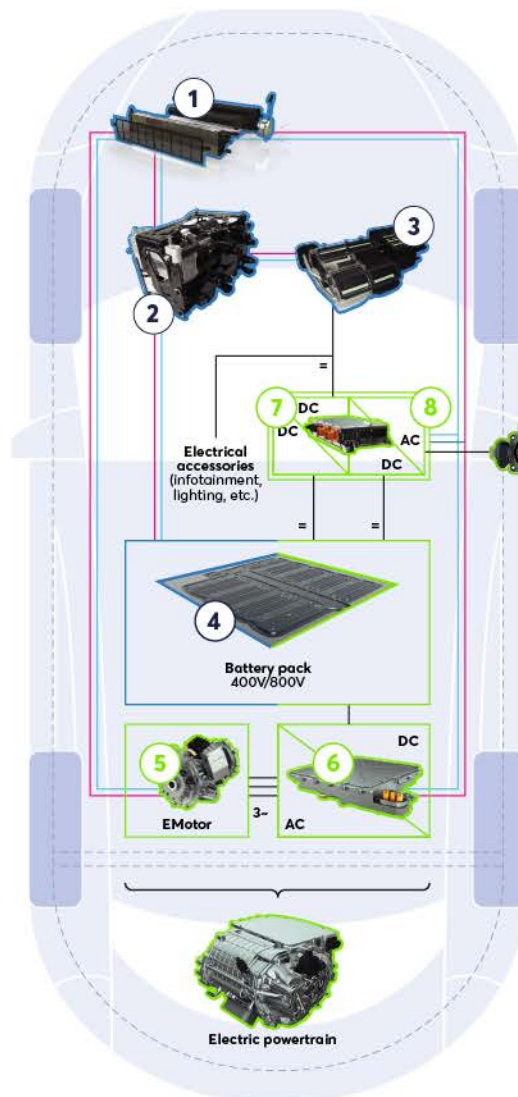 1
2
3
=
7
DC
DC
8
AC
DC
Electrical
accessories
(infotainment,
lighting, etc.)
=
=
4
Battery pack
400V/800V
5
EMotor
3~
6
DC
AC
Electric powertrain